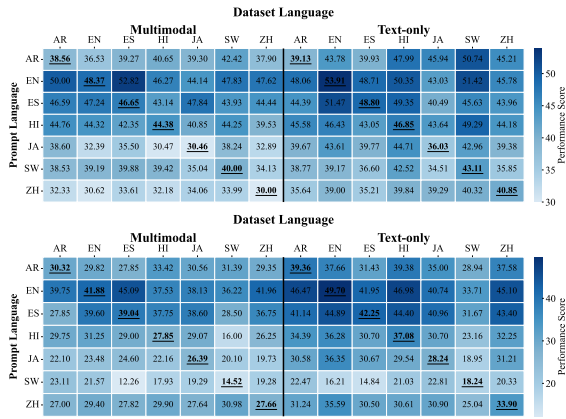 Dataset Language
Multimodal Text-only
AR EN ES HI JA SW ZH AR EN ES HI JA SW ZH
AR 38.56 36.53 39.27 40.65 39.30 42.42 37.90 39.13 43.78 39.93 47.99 45.94 50.74 45.21
EN 50.00 48.37 52.82 46.27 44.14 47.83 47.62 48.06 53.91 48.71 50.35 43.03 51.42 45.78
ES 46.59 47.24 46.65 43.14 47.84 43.93 44.44 44.39 51.47 48.80 49.35 40.49 45.63 43.96
HI 44.76 44.32 42.35 44.38 40.85 44.25 39.53 45.58 46.43 43.05 46.85 43.64 49.29 44.18
JA 38.60 32.39 35.50 30.47 30.46 38.24 32.89 39.67 43.61 39.77 44.71 36.03 42.96 39.38
SW 38.53 39.19 39.88 39.42 35.04 40.00 34.13 38.77 39.17 36.60 42.52 34.51 43.11 35.85
ZH 32.33 30.62 33.61 32.18 34.06 33.99 30.00 35.64 39.00 35.21 39.84 39.29 40.32 40.85
Prompt Language
50
45
40
35
30
Performance Score
Dataset Language
Multimodal Text-only
AR EN ES HI JA SW ZH AR EN ES HI JA SW ZH
AR 30.32 29.82 27.85 33.42 30.56 31.39 29.35 39.36 37.66 31.43 39.38 35.00 28.94 37.58
EN 39.75 41.88 45.09 37.53 38.13 36.22 41.96 46.47 49.70 41.95 46.98 40.74 33.71 45.10
ES 27.85 39.60 39.04 37.75 38.60 28.50 36.75 41.14 44.89 42.25 44.40 40.96 31.67 43.40
HI 29.75 31.25 29.00 27.85 29.07 16.00 26.25 34.39 36.28 30.70 37.08 30.70 23.16 32.25
JA 22.10 23.48 24.60 22.16 26.39 20.10 19.73 30.58 36.35 30.67 29.54 28.24 18.95 31.21
SW 23.11 21.57 12.26 17.93 19.29 14.52 19.28 22.47 16.21 14.84 21.03 22.81 18.24 20.33
ZH 27.00 29.40 27.82 29.90 27.64 30.98 27.66 31.24 35.59 30.50 30.61 30.90 25.04 33.90
Prompt Language
40
30
20
Performance Score